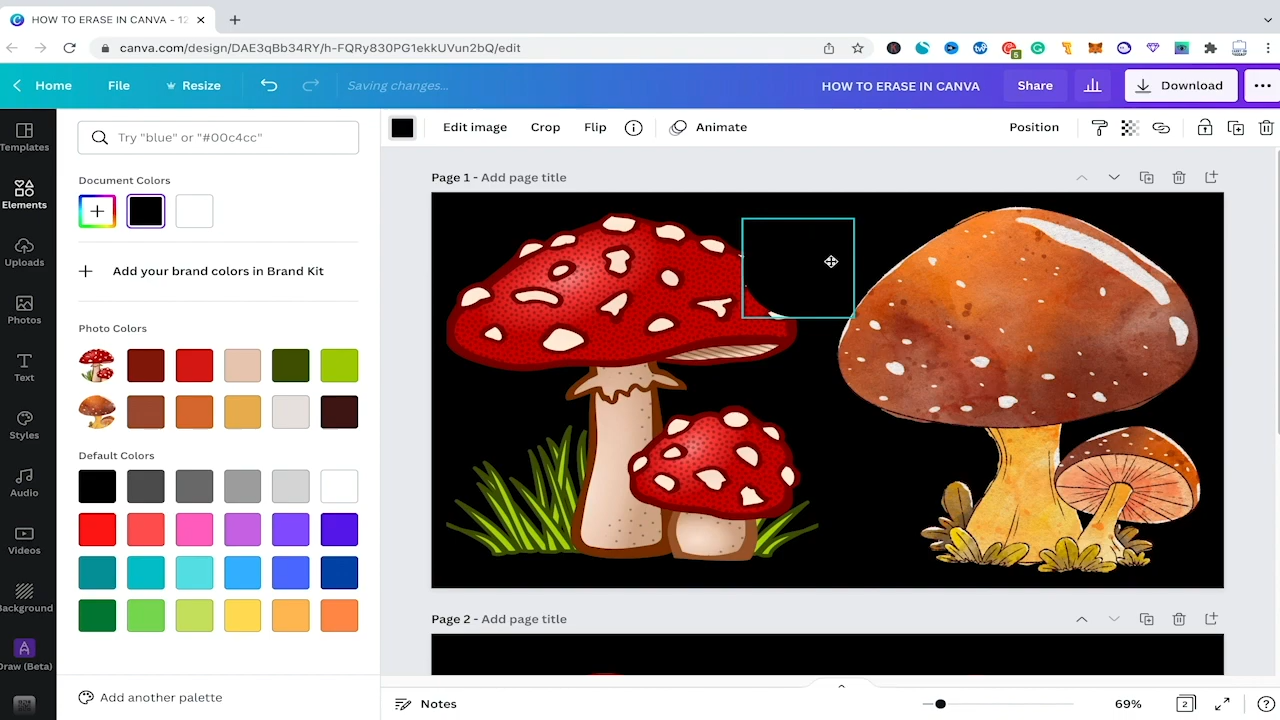 HOW TO ERASE IN CANVA - 12
canva.com/design/DAE3qBb34RY/h-FQRy830PG1ekkUVun2bQ/edit
5
Home File Resize Saving changes... HOW TO ERASE IN CANVA Share Download
Templates
Elements
Uploads
Photos
Text
Styles
Audio
Videos
Background
Draw (Beta)
Try "blue" or "#00c4cc"
Document Colors
Add your brand colors in Brand Kit
Photo Colors
Default Colors
Add another palette
Edit image Crop Flip Animate Position
Page 1 - Add page title
Page 2 - Add page title
Notes 69% 2